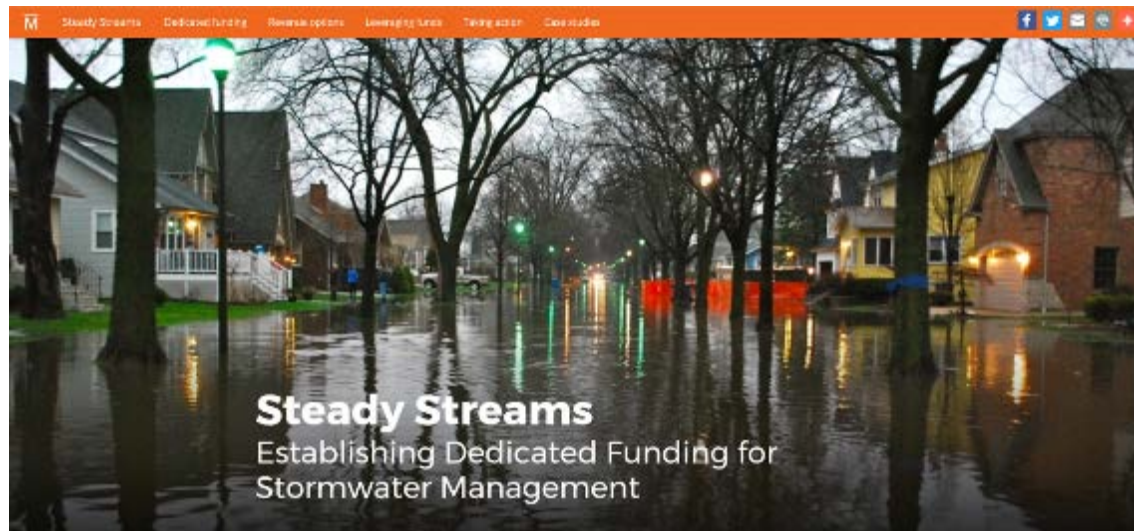 M Steady Streams Dedicated funding Revenue options Leveraging funds Taking action Case studies
Steady Streams
Establishing Dedicated Funding for
Stormwater Management